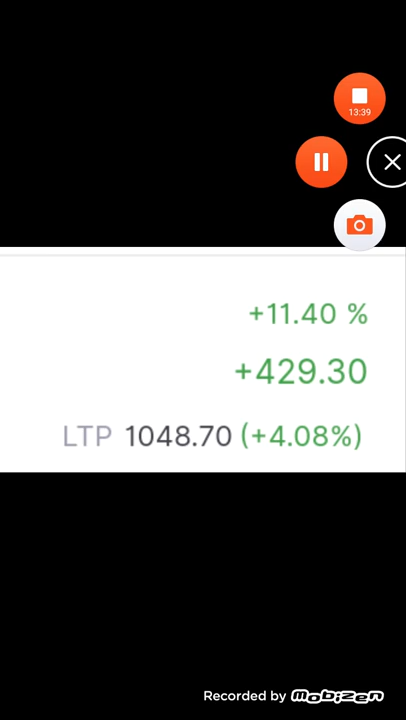 13:39
+11.40 %
+429.30
LTP 1048.70 (+4.08%)
Recorded by Mobizen